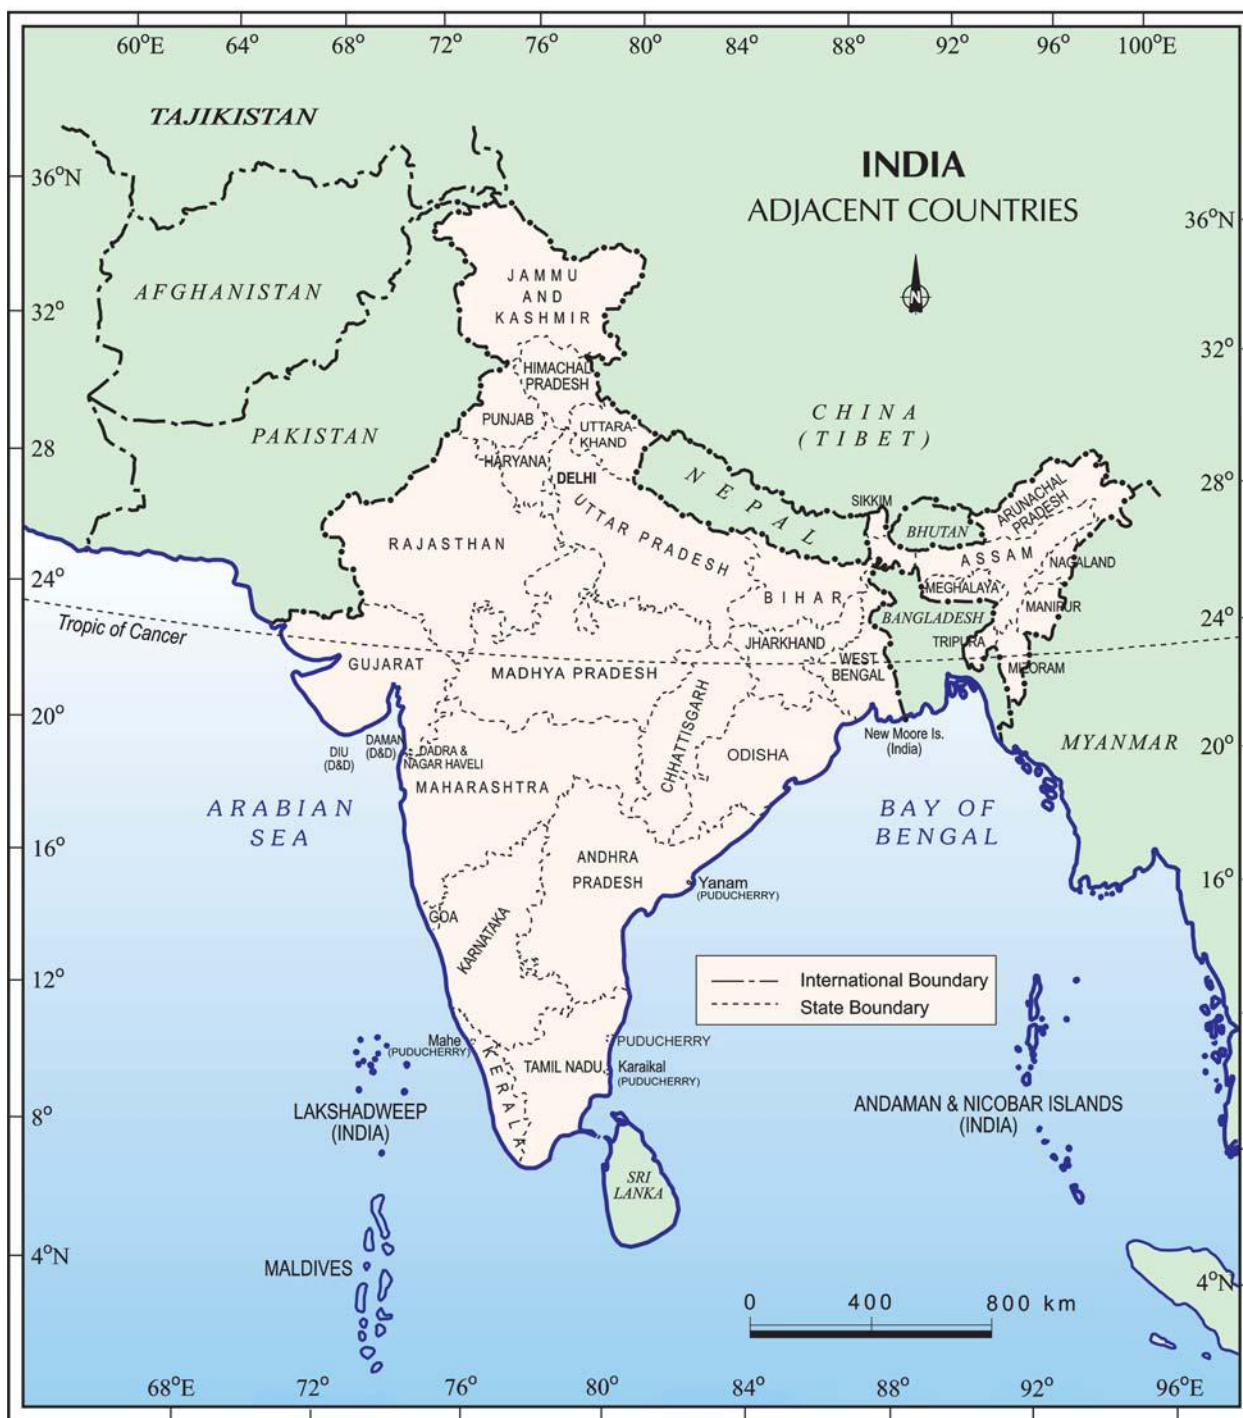 60°E 64° 68° 72° 76° 80° 84° 88° 92° 96° 100°E
TAJIKISTAN
INDIA
ADJACENT COUNTRIES
36°N
36°N
N
JAMMU
AND
KASHMIR
AFGHANISTAN
32°
32°
HIMACHAL
PRADESH
CHINA
(TIBET)
PUNJAB
UTTARA-
KHAND
PAKISTAN
28°
28°
HARYANA
DELHI
NEPAL
SIKKIM
ARUNACHAL
PRADESH
BHUTAN
UTTAR PRADESH
RAJASTHAN
ASSAM
NAGALAND
24°
24°
MEGHALAYA
BIHAR
MANIPUR
BANGLADESH
Tropic of Cancer
JHARKHAND
TRIPURA
GUJARAT
WEST
BENGAL
MIZORAM
MADHYA PRADESH
CHHATTISGARH
20°
20°
New Moore Is.
(India)
MYANMAR
DIU
(D&D)
DAMAN
(D&D)
DADRA &
NAGAR HAVELI
ODISHA
MAHARASHTRA
ARABIAN
SEA
BAY OF
BENGAL
16°
16°
ANDHRA
PRADESH
Yanam
(PUDUCHERRY)
GOA
KARNATAKA
12°
International Boundary
State Boundary
Mahe
(PUDUCHERRY)
PUDUCHERRY
KERALA
TAMIL NADU
Karaikal
(PUDUCHERRY)
8°
LAKSHADWEEP
(INDIA)
ANDAMAN & NICOBAR ISLANDS
(INDIA)
SRI
LANKA
4°N
4°N
MALDIVES
0 400 800 km
68°E 72° 76° 80° 84° 88° 92° 96°E